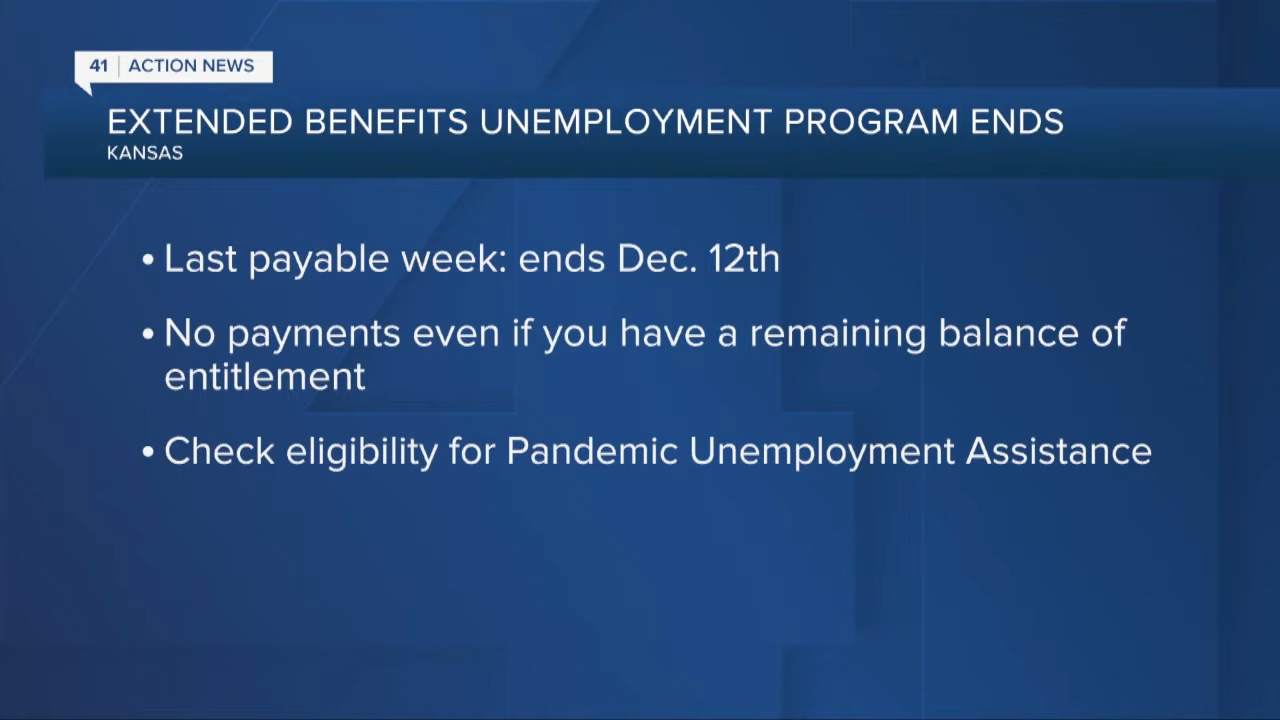 41 | ACTION NEWS
EXTENDED BENEFITS UNEMPLOYMENT PROGRAM ENDS
KANSAS
• Last payable week: ends Dec. 12th
• No payments even if you have a remaining balance of
entitlement
• Check eligibility for Pandemic Unemployment Assistance